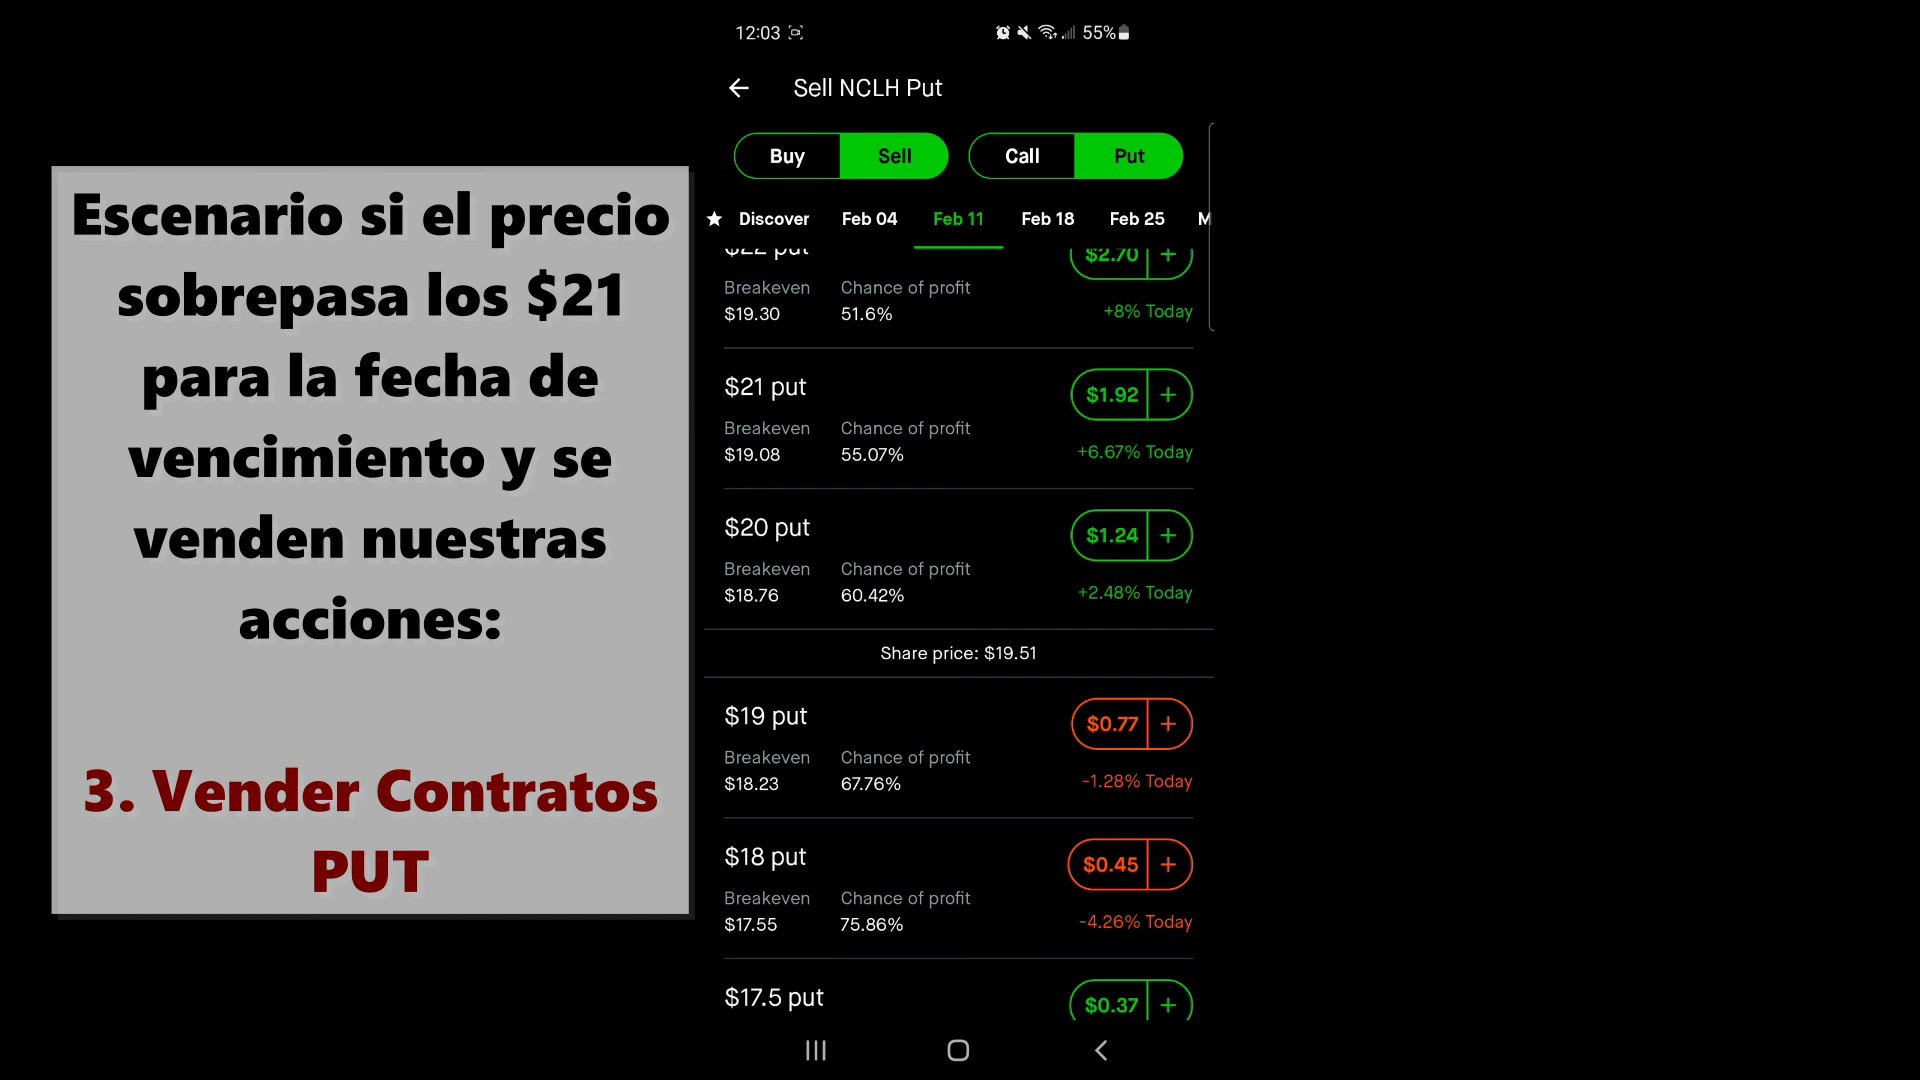 Escenario si el precio
sobrepasa los $21
para la fecha de
vencimiento y se
venden nuestras
acciones:
3. Vender Contratos
PUT
12:03 55%
Sell NCLH Put
Buy Sell Call Put
Discover Feb 04 Feb 11 Feb 18 Feb 25 M
$22 put $2.70 +
Breakeven Chance of profit
$19.30 51.6% +8% Today
$21 put $1.92 +
Breakeven Chance of profit
$19.08 55.07% +6.67% Today
$20 put $1.24 +
Breakeven Chance of profit
$18.76 60.42% +2.48% Today
Share price: $19.51
$19 put $0.77 +
Breakeven Chance of profit
$18.23 67.76% -1.28% Today
$18 put $0.45 +
Breakeven Chance of profit
$17.55 75.86% -4.26% Today
$17.5 put $0.37 +